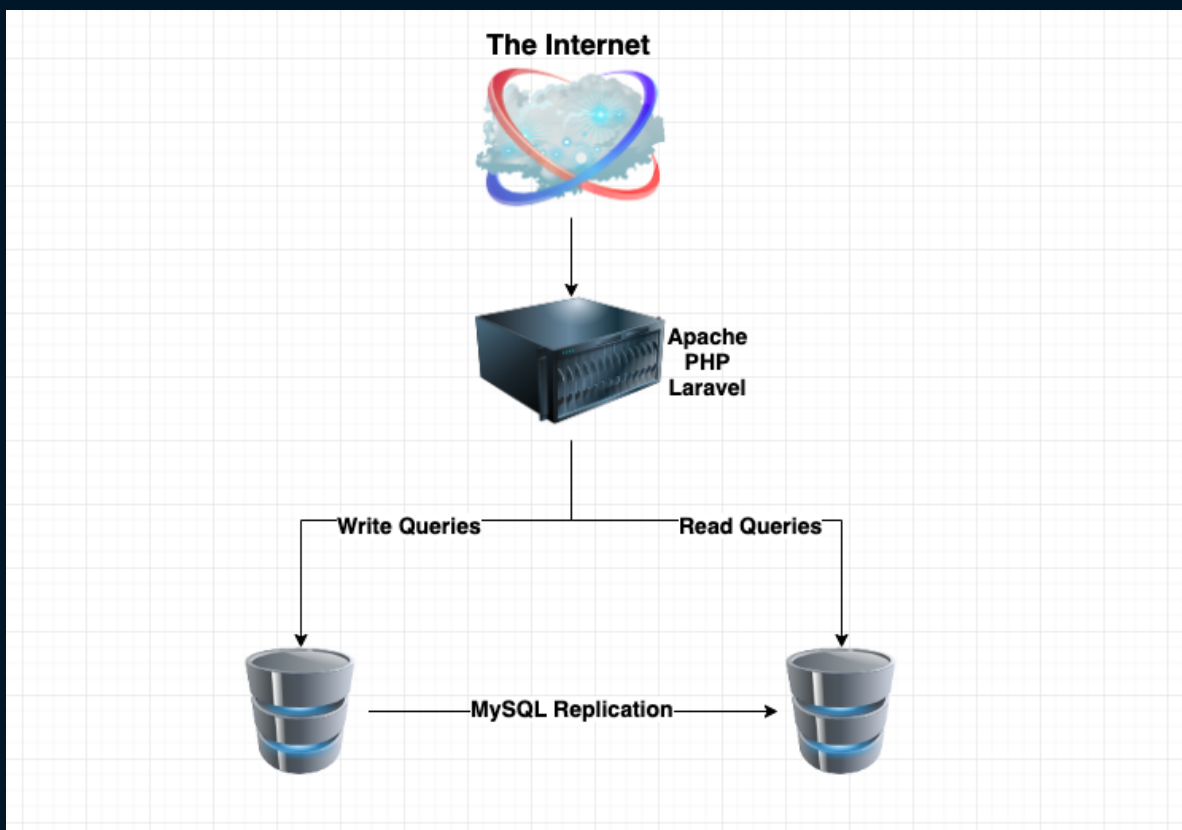 The Internet
Apache
PHP
Laravel
Write Queries
Read Queries
MySQL Replication